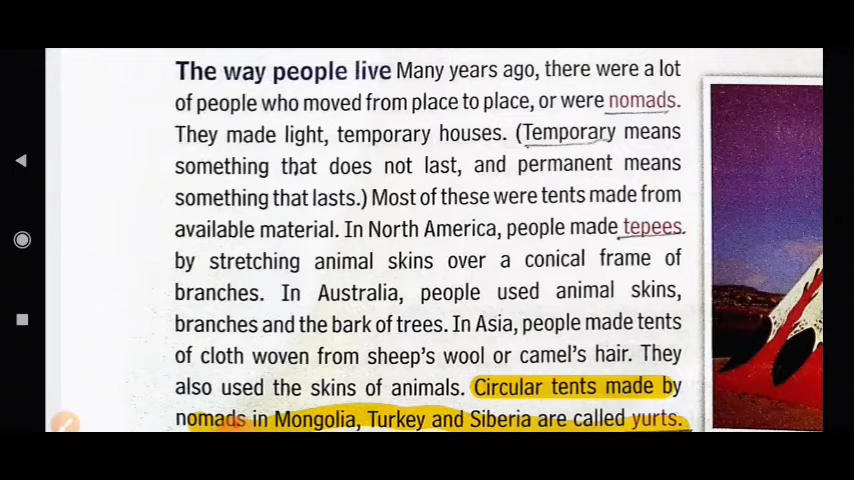 The way people live Many years ago, there were a lot
of people who moved from place to place, or were nomads.
They made light, temporary houses. (Temporary means
something that does not last, and permanent means
something that lasts.) Most of these were tents made from
available material. In North America, people made tepees
by stretching animal skins over a conical frame of
branches. In Australia, people used animal skins,
branches and the bark of trees. In Asia, people made tents
of cloth woven from sheep's wool or camel's hair. They
also used the skins of animals. Circular tents made by
nomads in Mongolia, Turkey and Siberia are called yurts.